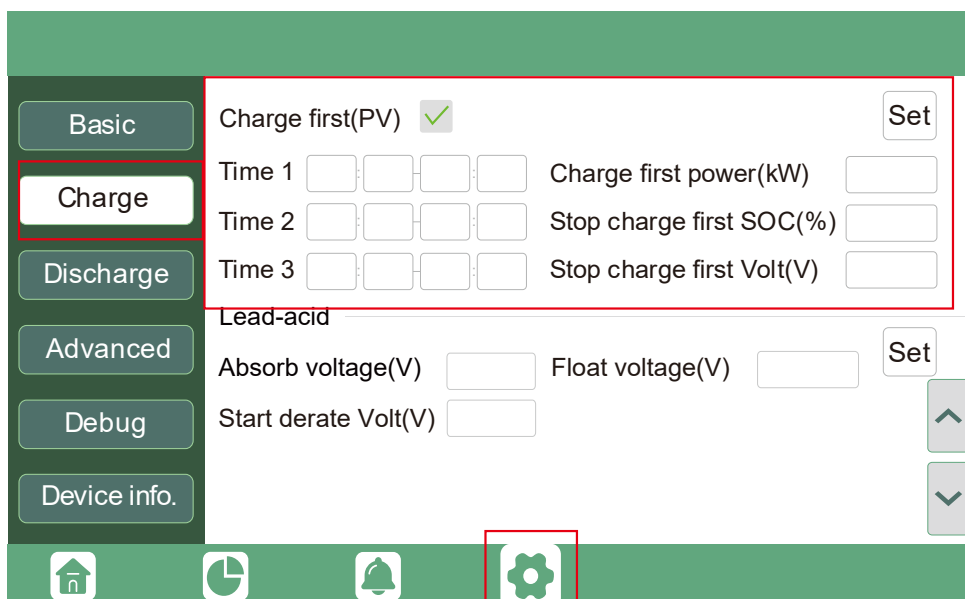 Basic
Charge
Discharge
Advanced
Debug
Device info.
Charge first(PV)
Set
Time 1 : - : Charge first power(kW)
Time 2 : - : Stop charge first SOC(%)
Time 3 : - : Stop charge first Volt(V)
Lead-acid
Absorb voltage(V) Float voltage(V) Set
Start derate Volt(V)